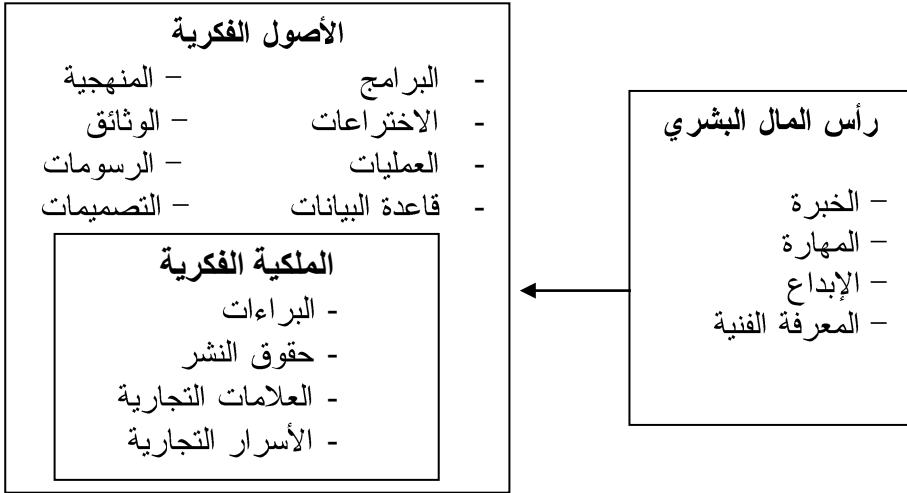 رأس المال البشري
– الخبرة
– المهارة
– الإبداع
– المعرفة الفنية
الأصول الفكرية
- البرامج – المنهجية
- الاختراعات – الوثائق
- العمليات – الرسومات
- قاعدة البيانات – التصميمات
الملكية الفكرية
- البراءات
- حقوق النشر
- العلامات التجارية
- الأسرار التجارية